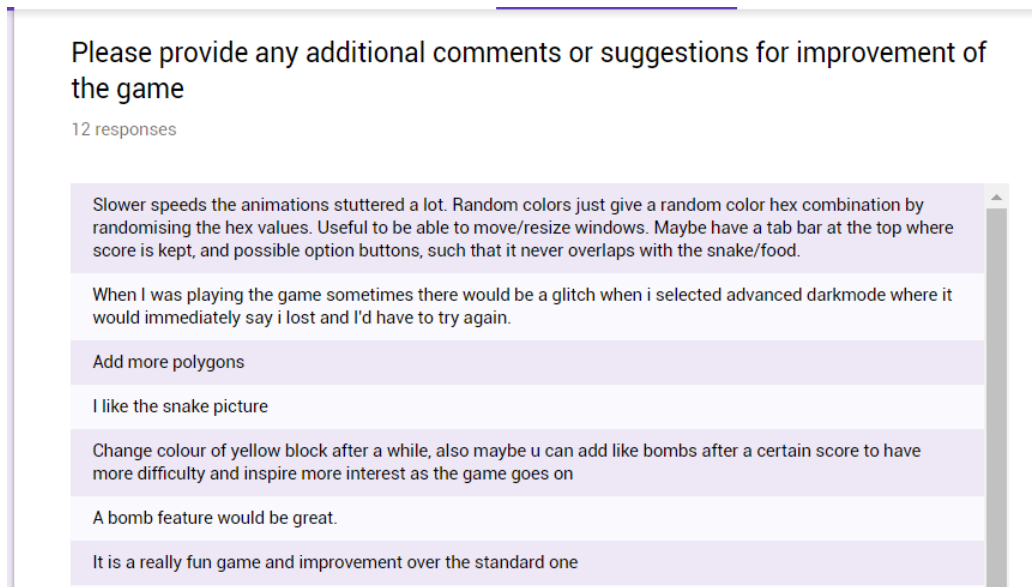 Please provide any additional comments or suggestions for improvement of
the game
12 responses
Slower speeds the animations stuttered a lot. Random colors just give a random color hex combination by
randomising the hex values. Useful to be able to move/resize windows. Maybe have a tab bar at the top where
score is kept, and possible option buttons, such that it never overlaps with the snake/food.
When I was playing the game sometimes there would be a glitch when i selected advanced darkmode where it
would immediately say i lost and I'd have to try again.
Add more polygons
I like the snake picture
Change colour of yellow block after a while, also maybe u can add like bombs after a certain score to have
more difficulty and inspire more interest as the game goes on
A bomb feature would be great.
It is a really fun game and improvement over the standard one